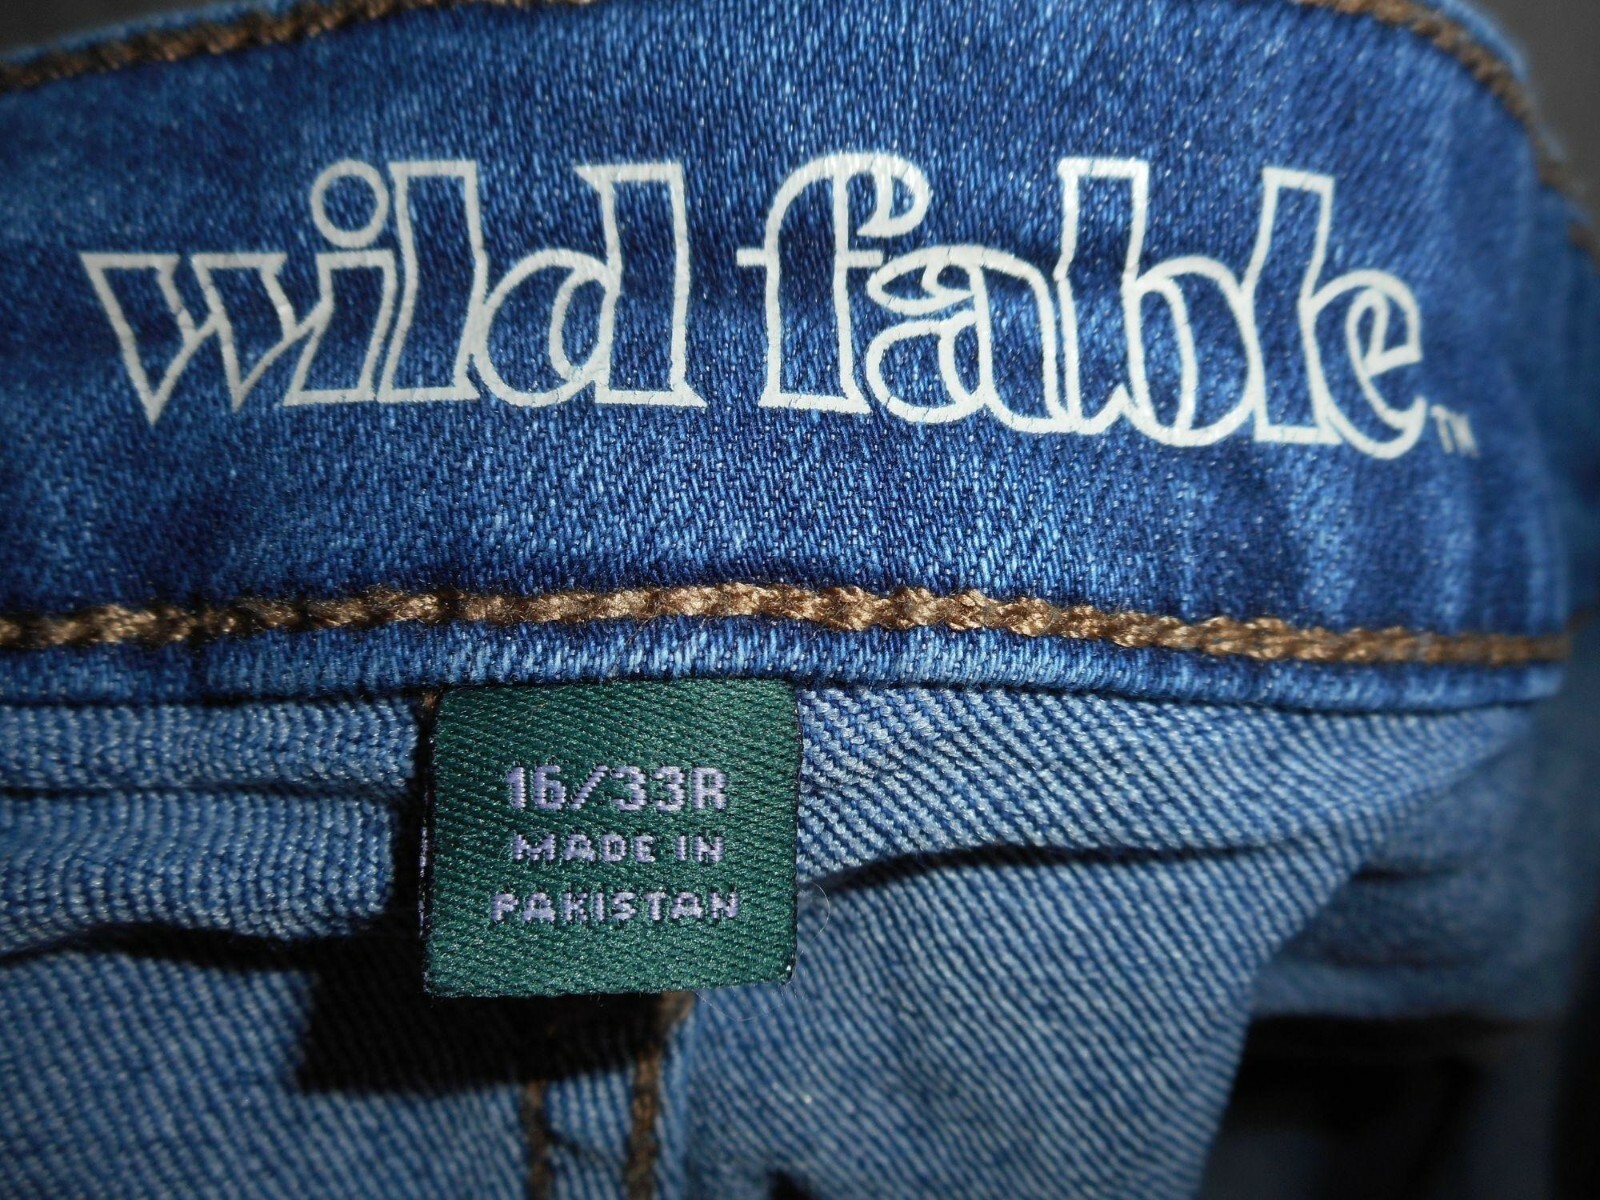 wild fable™
16/33R
MADE IN
PAKISTAN